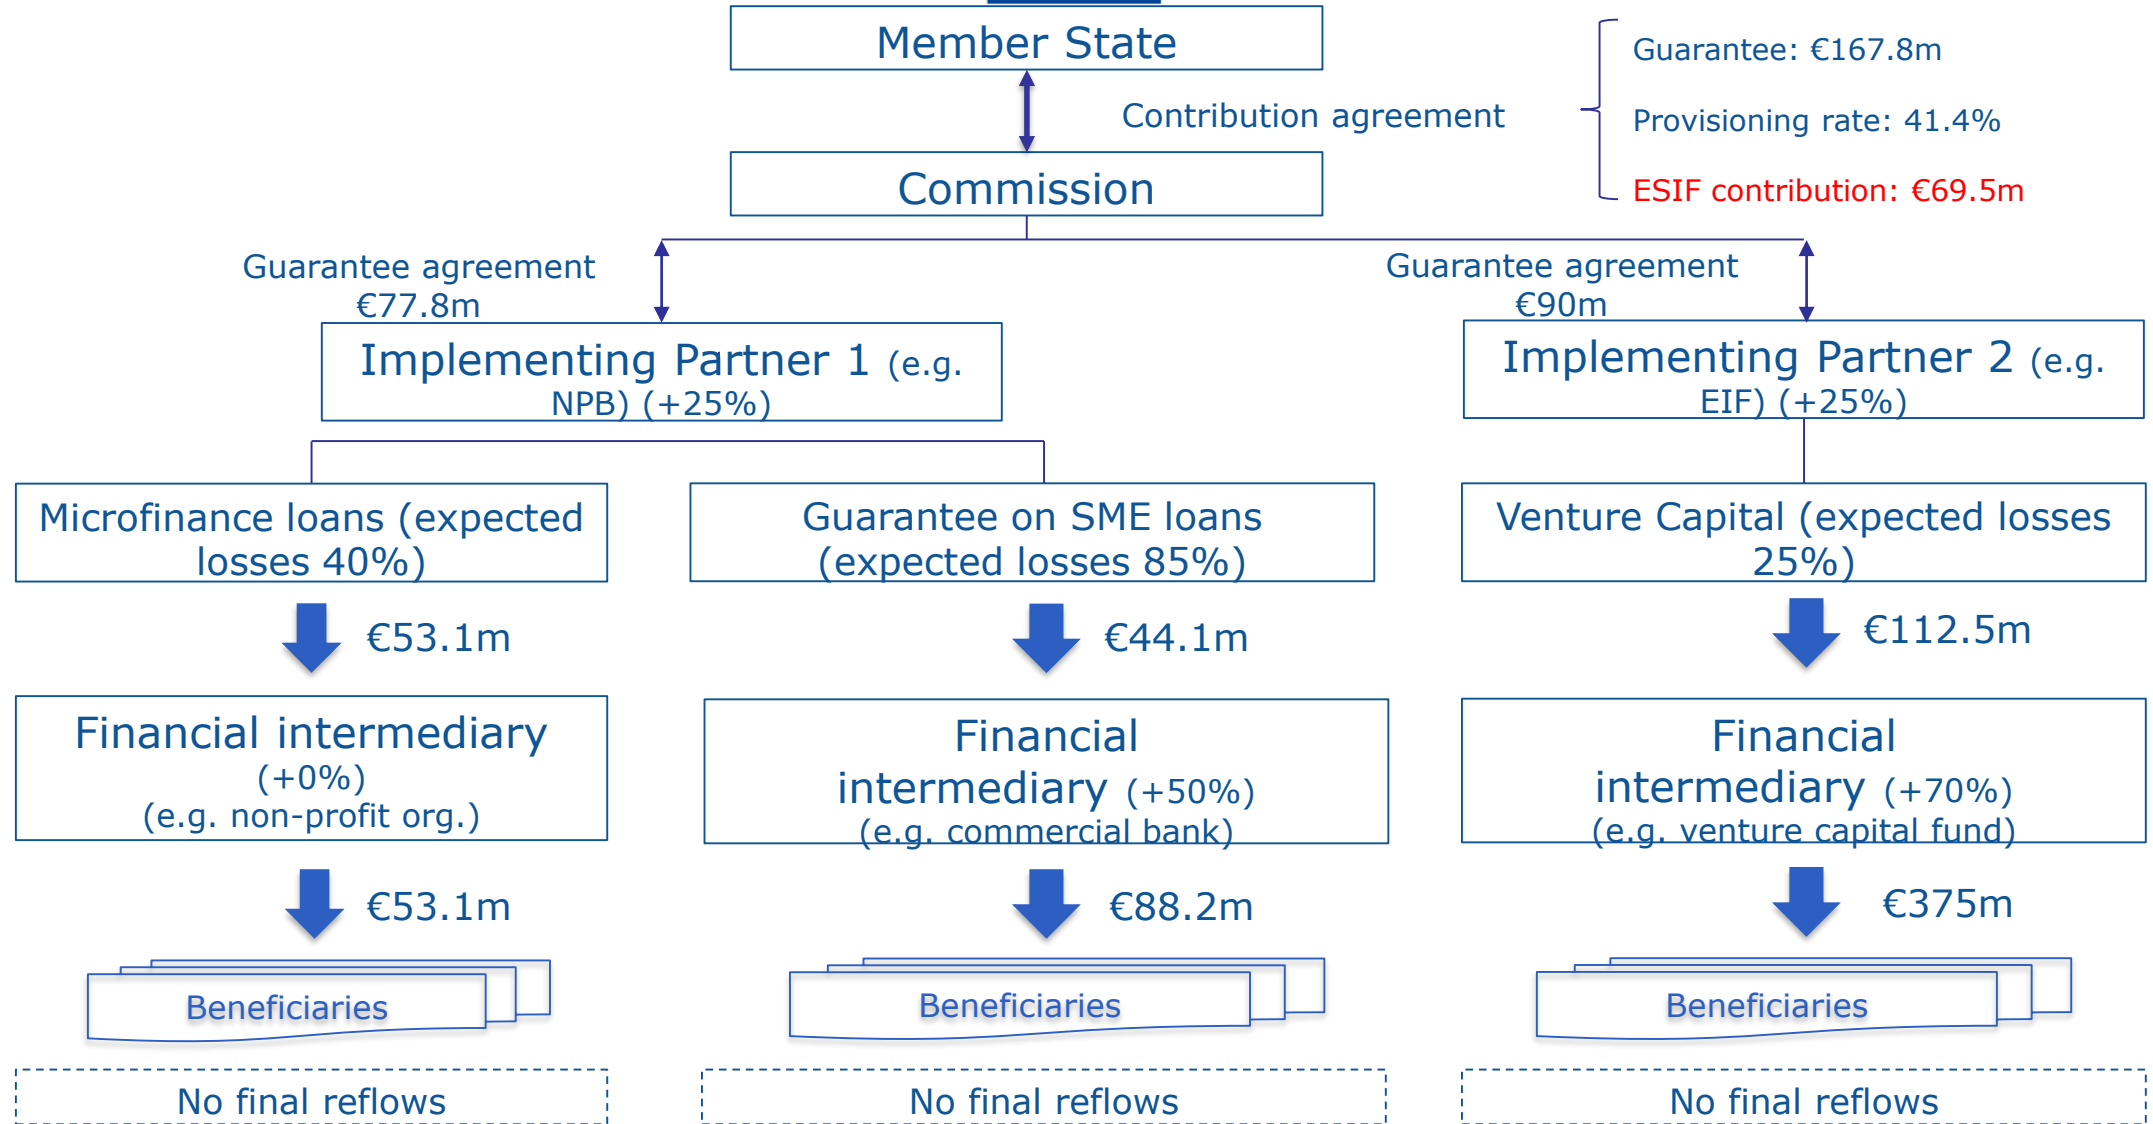 Member State
Guarantee: €167.8m
Contribution agreement
Provisioning rate: 41.4%
Commission
ESIF contribution: €69.5m
Guarantee agreement
€77.8m
Guarantee agreement
€90m
Implementing Partner 1 (e.g.
NPB) (+25%)
Implementing Partner 2 (e.g.
EIF) (+25%)
Microfinance loans (expected
losses 40%)
Guarantee on SME loans
(expected losses 85%)
Venture Capital (expected losses
25%)
€53.1m
€44.1m
€112.5m
Financial intermediary
(+0%)
(e.g. non-profit org.)
Financial
intermediary (+50%)
(e.g. commercial bank)
Financial
intermediary (+70%)
(e.g. venture capital fund)
€53.1m
€88.2m
€375m
Beneficiaries
Beneficiaries
Beneficiaries
No final reflows
No final reflows
No final reflows